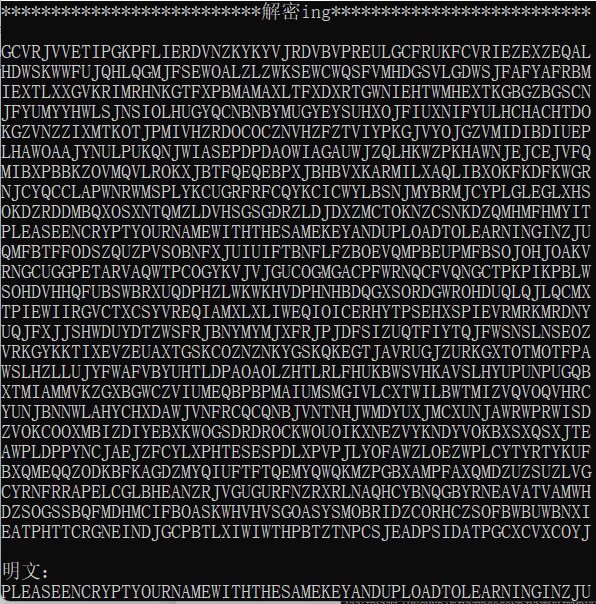 **************************解密ing**************************
GCVRJVVETIPGKPFLIERDVNZKYKYVJRDVBVPREULGCFRUKFCVRIEZEXZEQAL
HDWSKWWFUJQHLQGMJFSEWOALZLZWKSEWCWQSFVMHDGSVLGDWSJFAFYAFRBM
IEXTLXXGVKRIMRHNKGTFXPBMAMAXLTFXDXRTGWNIEHTWMHEXTKGBGZBGSCN
JFYUMYYHWLSJNSIOLHUGYQCNBNBYMUGYEYSUHXOJFIUXNIFYULHCHACHTDO
KGZVNZZIXMTKOTJPMIVHZRDOCOCZNVHZFZTVIYPKGJVYOJGZVMIDIBDIUEP
LHAWOAAJYNULPUKQNJWIASEPDPDAOWIAGAUWJZQLHKWZPKHAWNJEJCEJVFQ
MIBXPBBKZOVMQVLROKXJBTFQEQEBPXJBHBVXKARMILXAQLIBXOKFKDFKWGR
NJCYQCCLAPWNRWMSPLYKCUGRFRFCQYKCICWYLBSNJMYBRMJCYPLGLEGLXHS
OKDZRDDMBQXOSXNTQMZLDVHSGSGDRZLDJDXZMCTOKNZCSNKDZQMHMFHMYIT
PLEASEENCRYPTYOURNAMEWITHTHESAMEKEYANDUPLOADTOLEARNINGINZJU
QMFBTFFODSZQUZPVSOBNFXJUIUIFTBNFLFZBOEVQMPBEUPMFBSOJOHJOAKV
RNGCUGGPETARVAQWTPCOGYKVJVJGUCOGMGACPFWRNQCFVQNGCTPKPIKPBLW
SOHDVHHQFUBSWBRXUQDPHZLWKWKHVDPHNHBDQGXSORDGWROHDUQLQJLQCMX
TPIEWIIRGVCTXCSYVREQIAMXLXLIWEQIOICERHYTPSEHXSPIEVRMRKMRDNY
UQJFXJJSHWDUYDTZWSFRJBNYMYMJXFRJPJDFSIZUQTFIYTQJFWSNSLNSEOZ
VRKGYKKTIXEVZEUAXTGSKCOZNZNKYGSKQKEGTJAVRUGJZURKGXTOTMOTFPA
WSLHZLLUJYFWAFVBYUHTLDPAOAOLZHTLRLFHUKBWSVHKAVSLHYUPUNPUGQB
XTMIAMMVKZGXBGWCZVIUMEQBPBPMAIUMSMGIVLCXTWILBWTMIZVQVOQVHRC
YUNJBNNWLAHYCHXDAWJVNFRCQCQNBJVNTNHJWMDYUXJMCXUNJAWRWPRWISD
ZVOKCOOXMBIZDIYEBXKWOGSDRDROCKWOUOIKXNEZVYKNDYVOKBXSXQSXJTE
AWPLDPPYNCJAEJZFCYLXPHTESESPDLXPVPJLYOFAWZLOEZWPLCYTYRTYKUF
BXQMEQQZODKBFKAGDZMYQIUFTFTQEMYQWQKMZPGBXAMPFAXQMDZUZSUZLVG
CYRNFRRAPELCGLBHEANZRJVGUGURFNZRXRLNAQHCYBNQGBYRNEAVATVAMWH
DZSOGSSBQFMDHMCIFBOASKWHVHVSGOASYSMOBRIDZCORHCZSOFBWBUWBNXI
EATPHTTCRGNEINDJGCPBTLXIWIWTHPBTZTNPCSJEADPSIDATPGCXCVXCOYJ
明文:
PLEASEENCRYPTYOURNAMEWITHTHESAMEKEYANDUPLOADTOLEARNINGINZJU